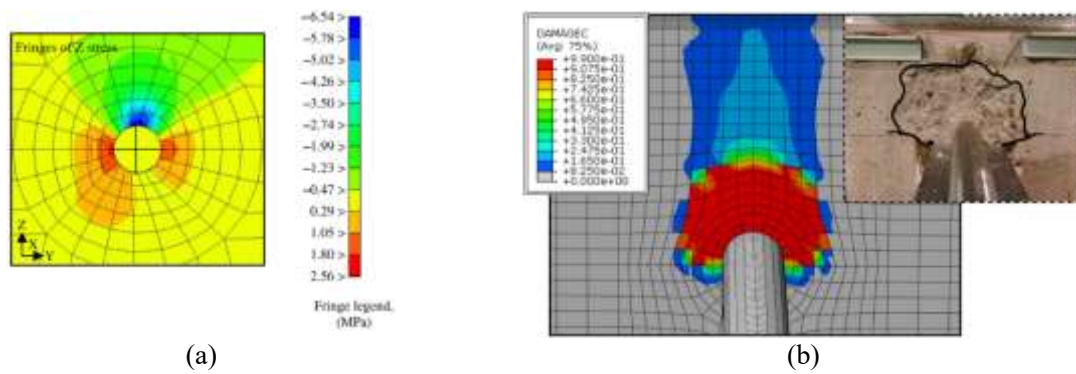 Fringes of Z stress
Z
X
Y
−6.54 >
−5.78 >
−5.02 >
−4.26 >
−3.50 >
−2.74 >
−1.99 >
−1.23 >
−0.47 >
0.29 >
1.05 >
1.80 >
2.56 >
Fringe legend,
(MPa)
(a)
DAMAGEC
(Avg: 75%)
+9.900e-01
+9.075e-01
+8.250e-01
+7.425e-01
+6.600e-01
+5.775e-01
+4.950e-01
+4.125e-01
+3.300e-01
+2.475e-01
+1.650e-01
+8.250e-02
+0.000e+00
(b)